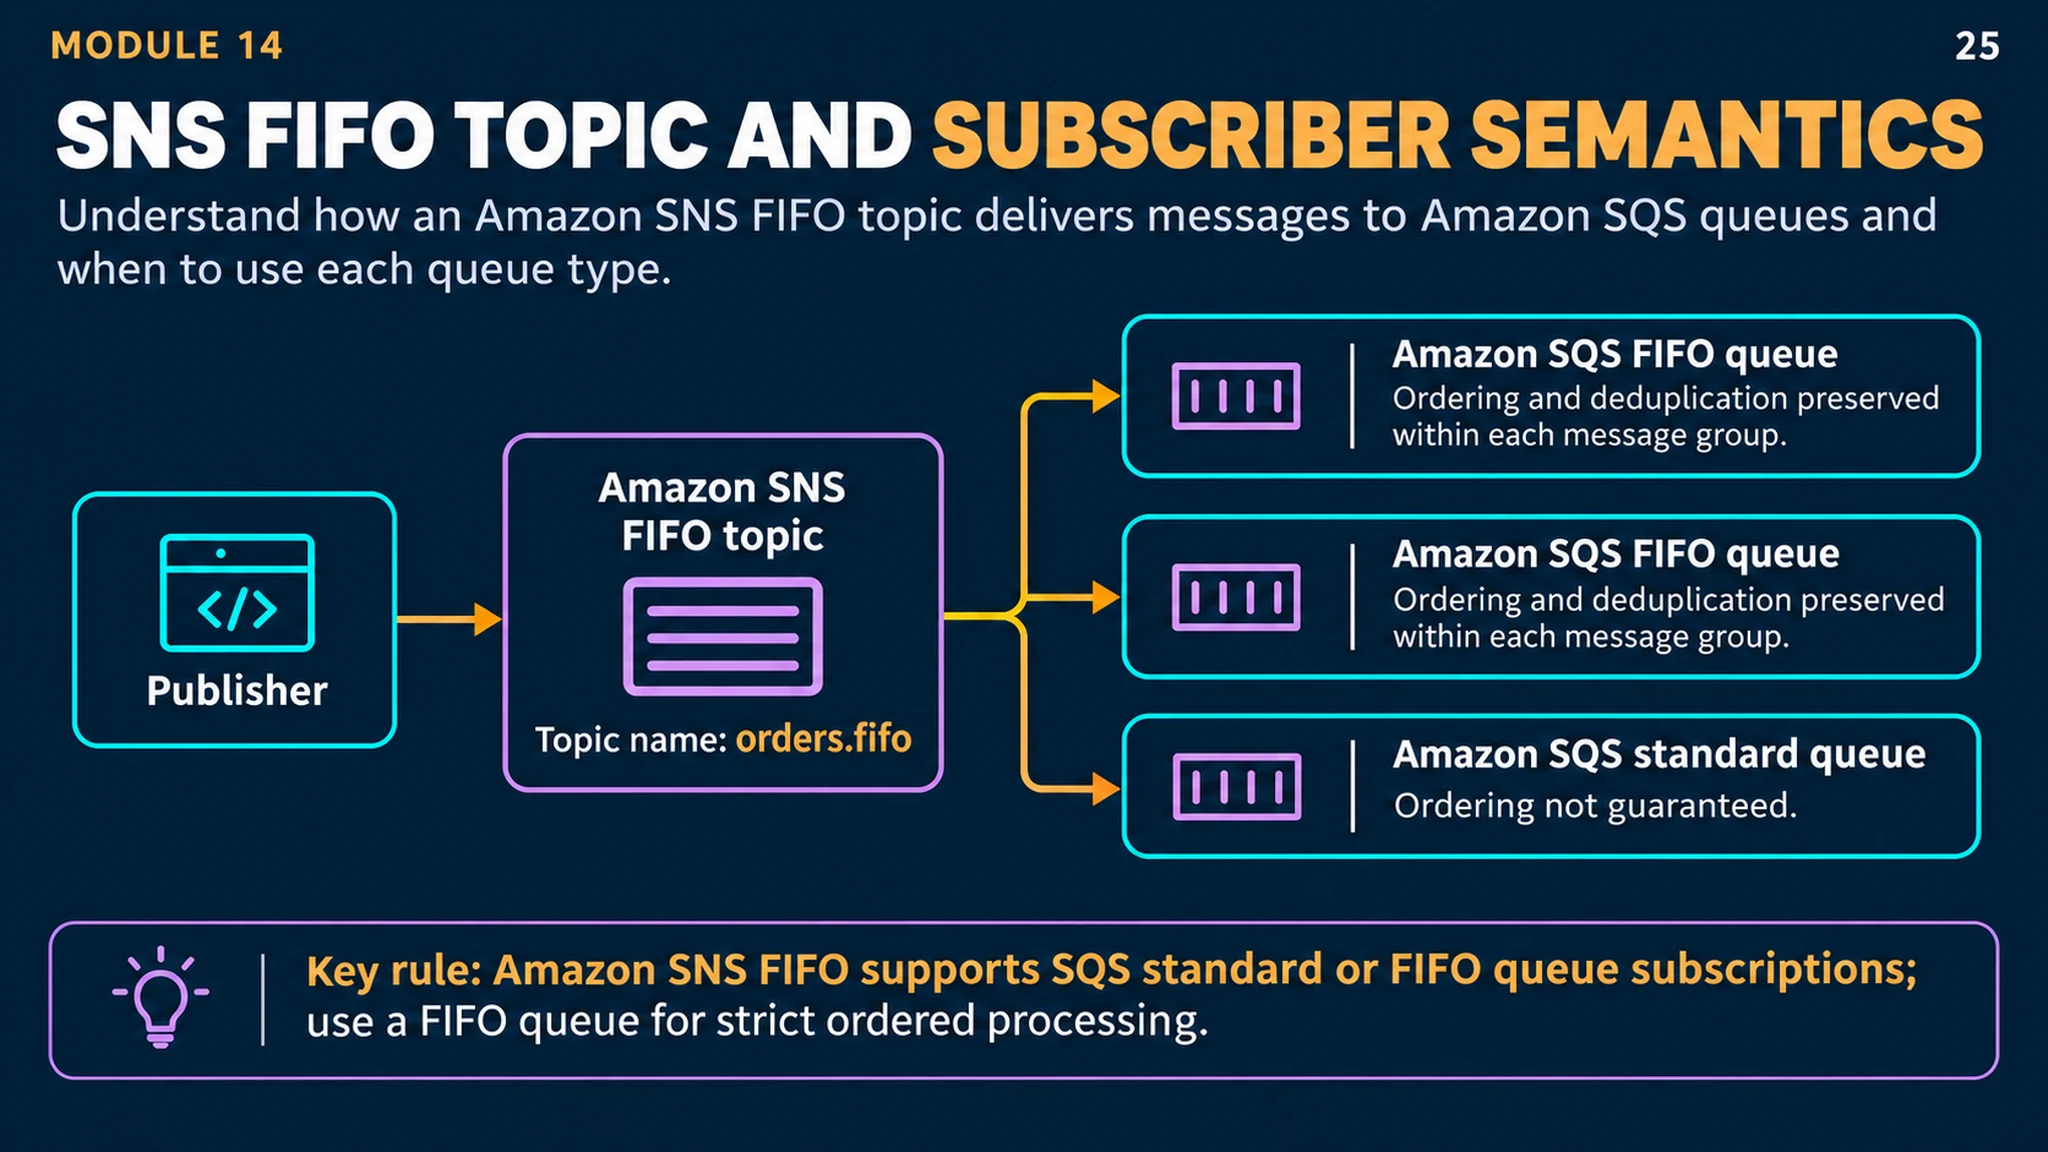 MODULE 14
25
SNS FIFO TOPIC AND SUBSCRIBER SEMANTICS
Understand how an Amazon SNS FIFO topic delivers messages to Amazon SQS queues and
when to use each queue type.
</>
Publisher
Amazon SNS
FIFO topic
Topic name: orders.fifo
Amazon SQS FIFO queue
Ordering and deduplication preserved
within each message group.
Amazon SQS FIFO queue
Ordering and deduplication preserved
within each message group.
Amazon SQS standard queue
Ordering not guaranteed.
Key rule: Amazon SNS FIFO supports SQS standard or FIFO queue subscriptions;
use a FIFO queue for strict ordered processing.